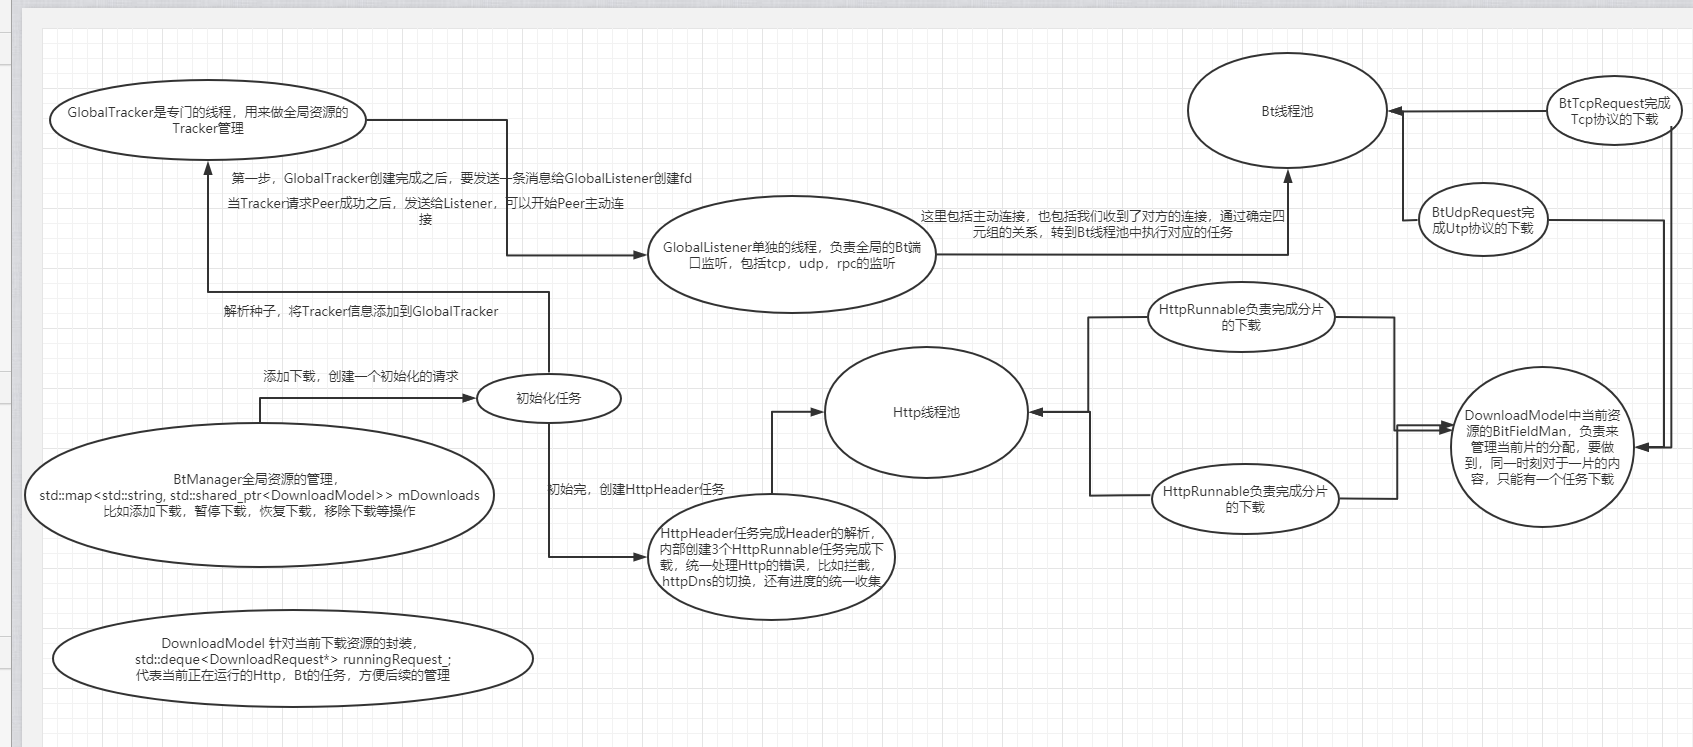 GlobalTracker是专门的线程，用来做全局资源的
Tracker管理
第一步，GlobalTracker创建完成之后，要发送一条消息给GlobalListener创建fd
当Tracker请求Peer成功之后，发送给Listener，可以开始Peer主动连
接
Bt线程池
BtTcpRequest完成
Tcp协议的下载
BtUdpRequest完
成Utp协议的下载
这里包括主动连接，也包括我们收到了对方的连接，通过确定四
元组的关系，转到Bt线程池中执行对应的任务
GlobalListener单独的线程，负责全局的Bt端
口监听，包括tcp，udp，rpc的监听
解析种子，将Tracker信息添加到GlobalTracker
HttpRunnable负责完成分片
的下载
添加下载，创建一个初始化的请求
初始化任务
Http线程池
DownloadModel中当前资
源的BitFieldMan，负责来
管理当前片的分配，要做
到，同一时刻对于一片的内
容，只能有一个任务下载
BtManager全局资源的管理，
std::map<std::string, std::shared_ptr<DownloadModel>> mDownloads
比如添加下载，暂停下载，恢复下载，移除下载等操作
初始完，创建HttpHeader任务
HttpRunnable负责完成分片
的下载
HttpHeader任务完成Header的解析，
内部创建3个HttpRunnable任务完成下
载，统一处理Http的错误，比如拦截，
httpDns的切换，还有进度的统一收集
DownloadModel 针对当前下载资源的封装，
std::deque<DownloadRequest*> runningRequest_;
代表当前正在运行的Http，Bt的任务，方便后续的管理